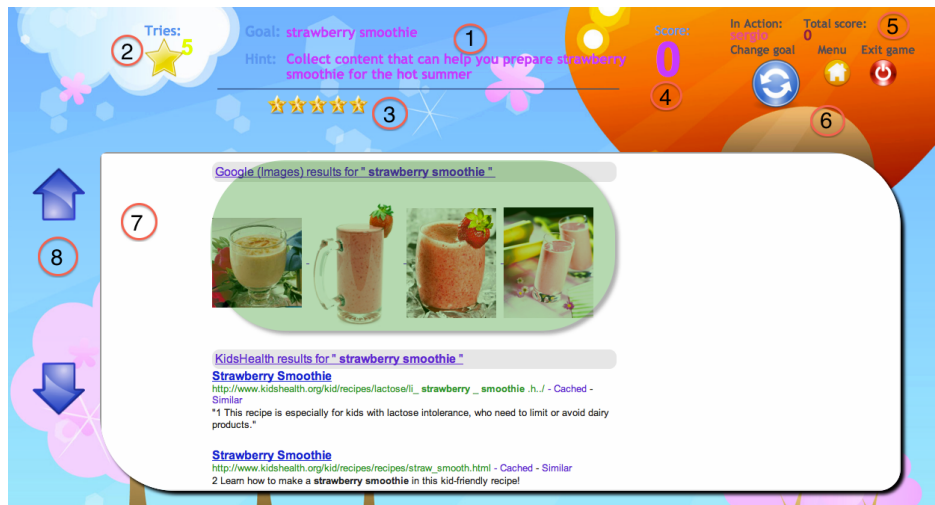 Tries:
2
5
Goal: strawberry smoothie
1
Hint: Collect content that can help you prepare strawberry
smoothie for the hot summer
3
Score:
0
4
In Action: Total score:
sergio 0
5
Change goal Menu Exit game
6
7
8
Google (Images) results for " strawberry smoothie "
KidsHealth results for " strawberry smoothie "
Strawberry Smoothie
http://www.kidshealth.org/kid/recipes/lactose/li_ strawberry _ smoothie .h../ - Cached -
Similar
"1 This recipe is especially for kids with lactose intolerance, who need to limit or avoid dairy
products."
Strawberry Smoothie
http://www.kidshealth.org/kid/recipes/recipes/straw_smooth.html - Cached - Similar
2 Learn how to make a strawberry smoothie in this kid-friendly recipe!